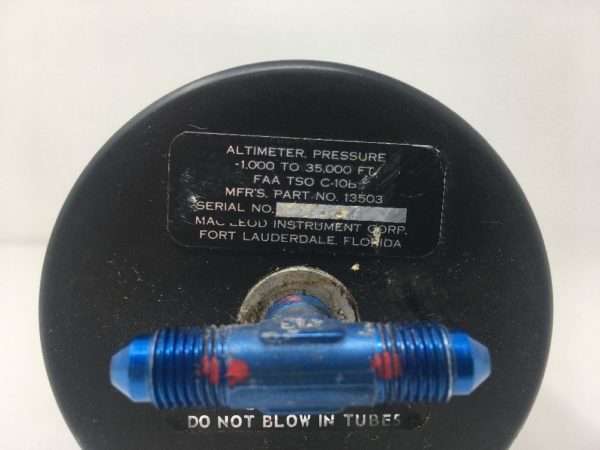 ALTIMETER, PRESSURE
-1,000 TO 35,000 FT.
FAA TSO C-10B
MFR'S. PART NO. 13503
SERIAL NO.
MAC LEOD INSTRUMENT CORP.
FORT LAUDERDALE, FLORIDA
DO NOT BLOW IN TUBES